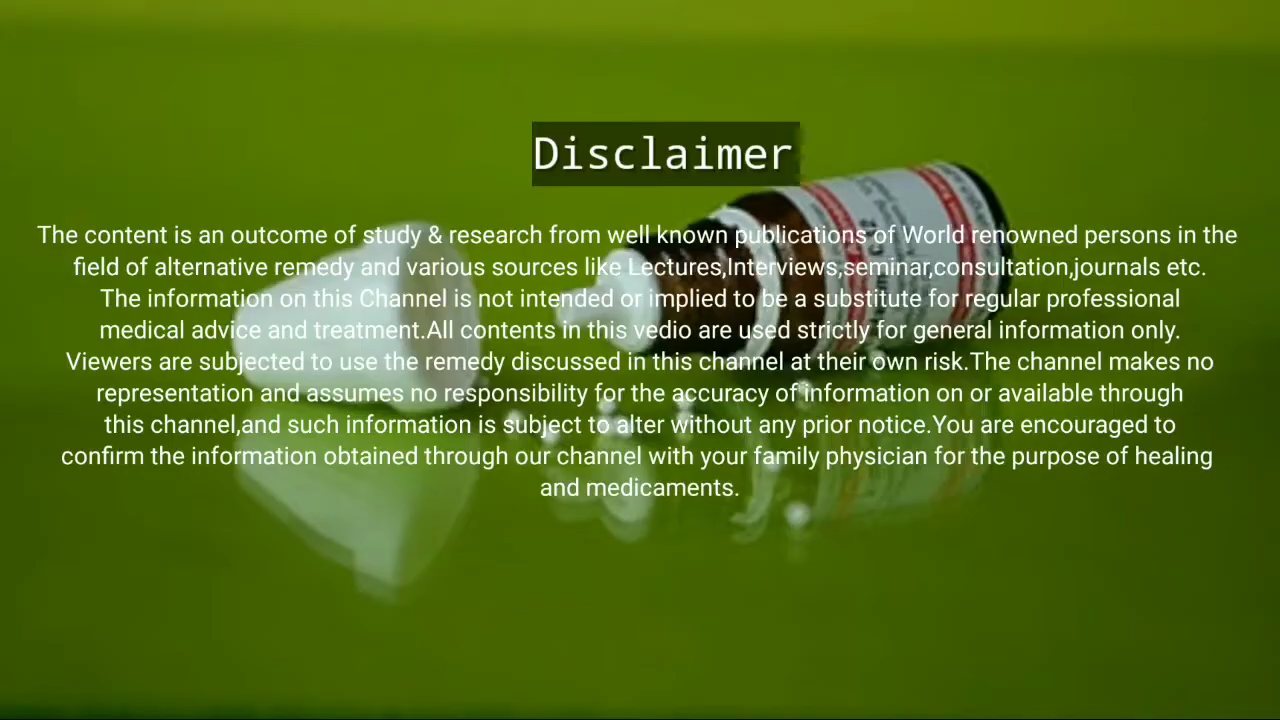 Disclaimer
The content is an outcome of study & research from well known publications of World renowned persons in the
field of alternative remedy and various sources like Lectures,Interviews,seminar,consultation,journals etc.
The information on this Channel is not intended or implied to be a substitute for regular professional
medical advice and treatment.All contents in this vedio are used strictly for general information only.
Viewers are subjected to use the remedy discussed in this channel at their own risk.The channel makes no
representation and assumes no responsibility for the accuracy of information on or available through
this channel,and such information is subject to alter without any prior notice.You are encouraged to
confirm the information obtained through our channel with your family physician for the purpose of healing
and medicaments.